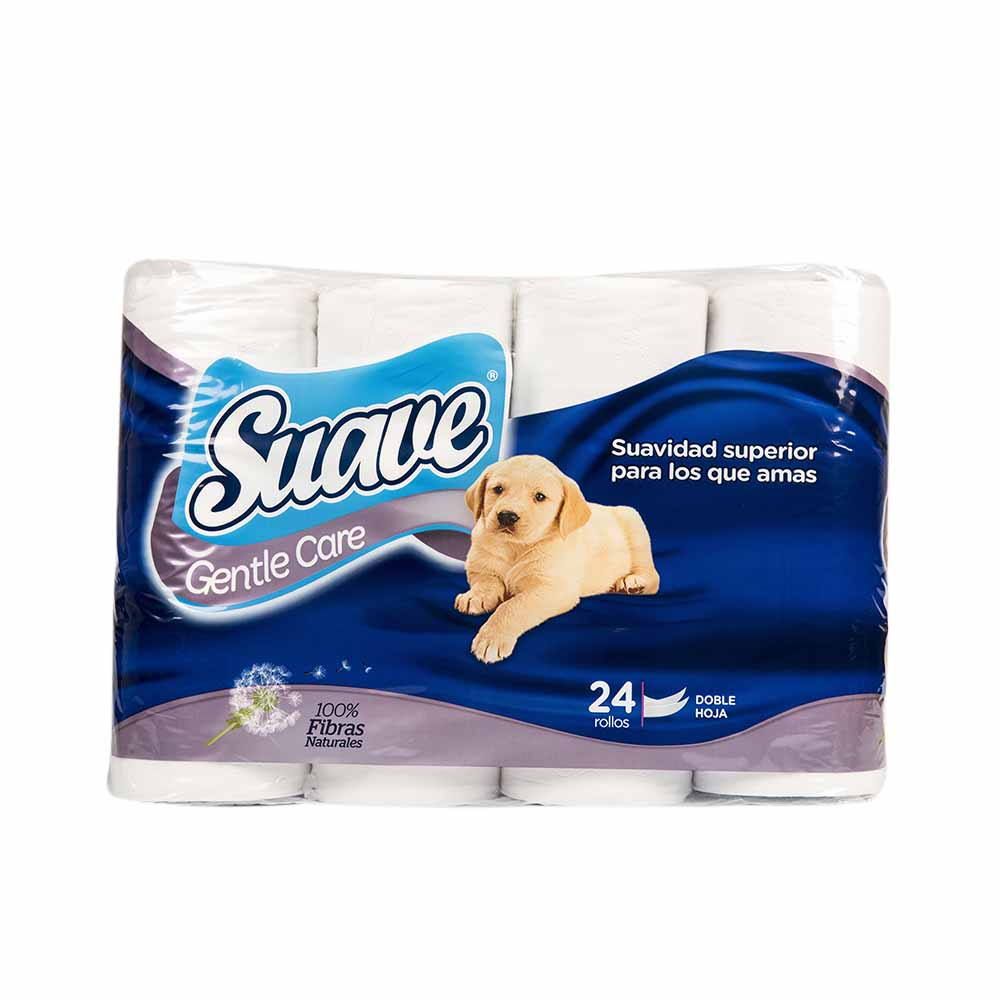 Suave®
Gentle Care
Suavidad superior
para los que amas
100%
Fibras
Naturales
24
rollos
DOBLE
HOJA